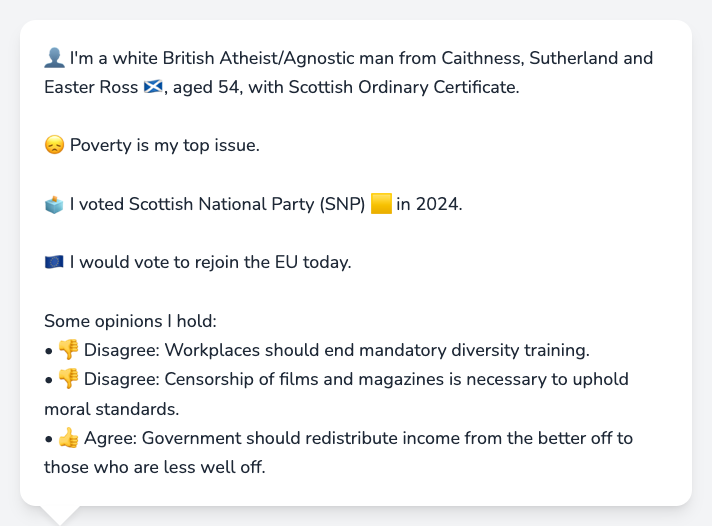 👤 I'm a white British Atheist/Agnostic man from Caithness, Sutherland and
Easter Ross 🏴󠁧󠁢󠁳󠁣󠁴󠁿, aged 54, with Scottish Ordinary Certificate.
😞 Poverty is my top issue.
🗳️ I voted Scottish National Party (SNP) 🟨 in 2024.
🇪🇺 I would vote to rejoin the EU today.
Some opinions I hold:
• 👎 Disagree: Workplaces should end mandatory diversity training.
• 👎 Disagree: Censorship of films and magazines is necessary to uphold
moral standards.
• 👍 Agree: Government should redistribute income from the better off to
those who are less well off.